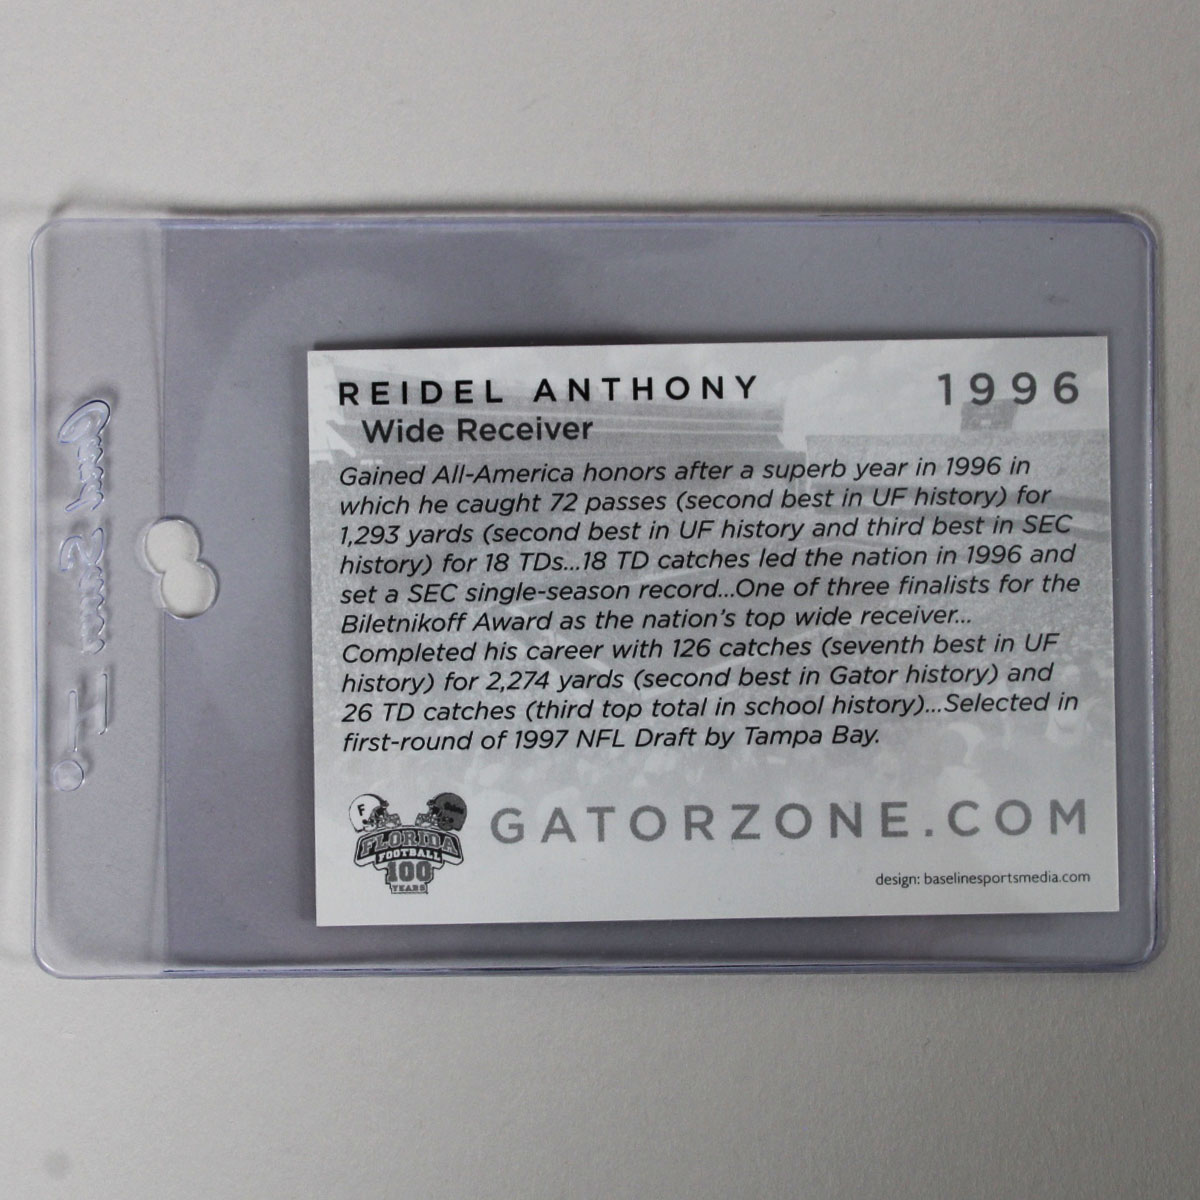 REIDEL ANTHONY
1996
Wide Receiver
Gained All-America honors after a superb year in 1996 in
which he caught 72 passes (second best in UF history) for
1,293 yards (second best in UF history and third best in SEC
history) for 18 TDs...18 TD catches led the nation in 1996 and
set a SEC single-season record...One of three finalists for the
Biletnikoff Award as the nation's top wide receiver...
Completed his career with 126 catches (seventh best in UF
history) for 2,274 yards (second best in Gator history) and
26 TD catches (third top total in school history)...Selected in
first-round of 1997 NFL Draft by Tampa Bay.
F
FLORIDA
FOOTBALL
100
YEARS
GATORZONE.COM
design: baselinesportsmedia.com